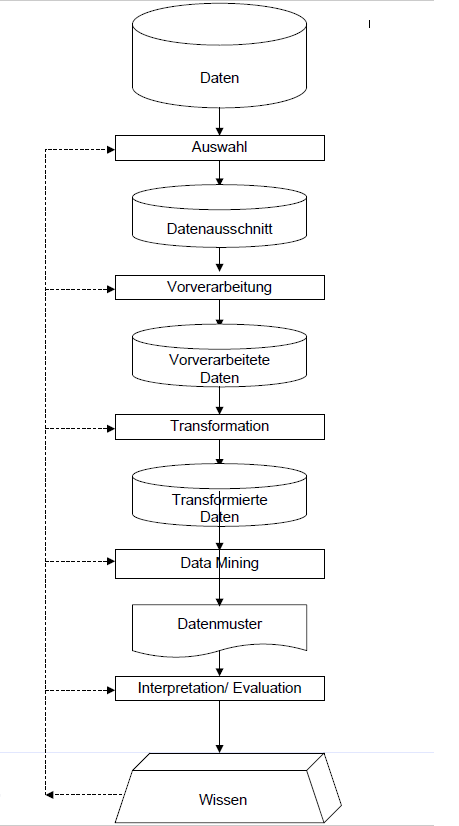 Daten
Auswahl
Datenausschnitt
Vorverarbeitung
Vorverarbeitete
Daten
Transformation
Transformierte
Daten
Data Mining
Datenmuster
Interpretation/ Evaluation
Wissen